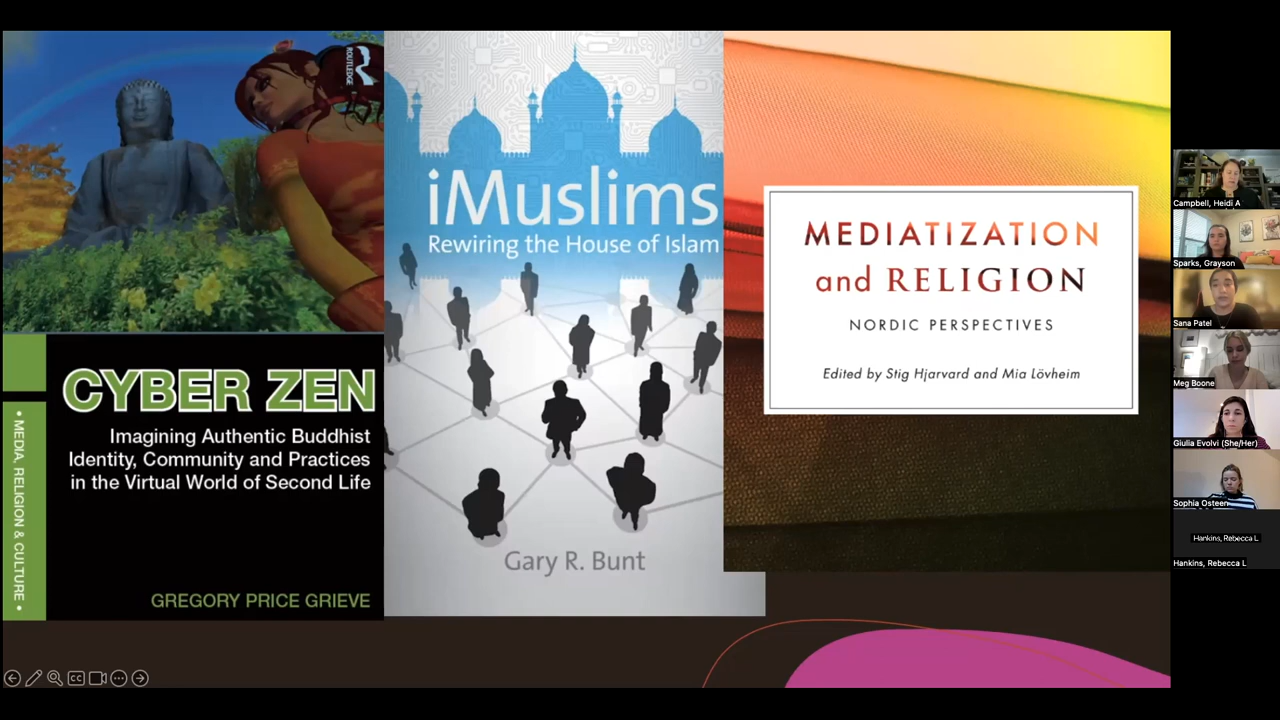 ROUTLEDGE
CYBER ZEN
Imagining Authentic Buddhist
Identity, Community and Practices
in the Virtual World of Second Life
• MEDIA, RELIGION & CULTURE •
GREGORY PRICE GRIEVE
iMuslims
Rewiring the House of Islam
Gary R. Bunt
MEDIATIZATION
and RELIGION
NORDIC PERSPECTIVES
Edited by Stig Hjarvard and Mia Lövheim
Campbell, Heidi A
Sparks, Grayson
Sana Patel
Meg Boone
Giulia Evolvi (She/Her)
Sophia Osteen
Hankins, Rebecca L
Hankins, Rebecca L
CC